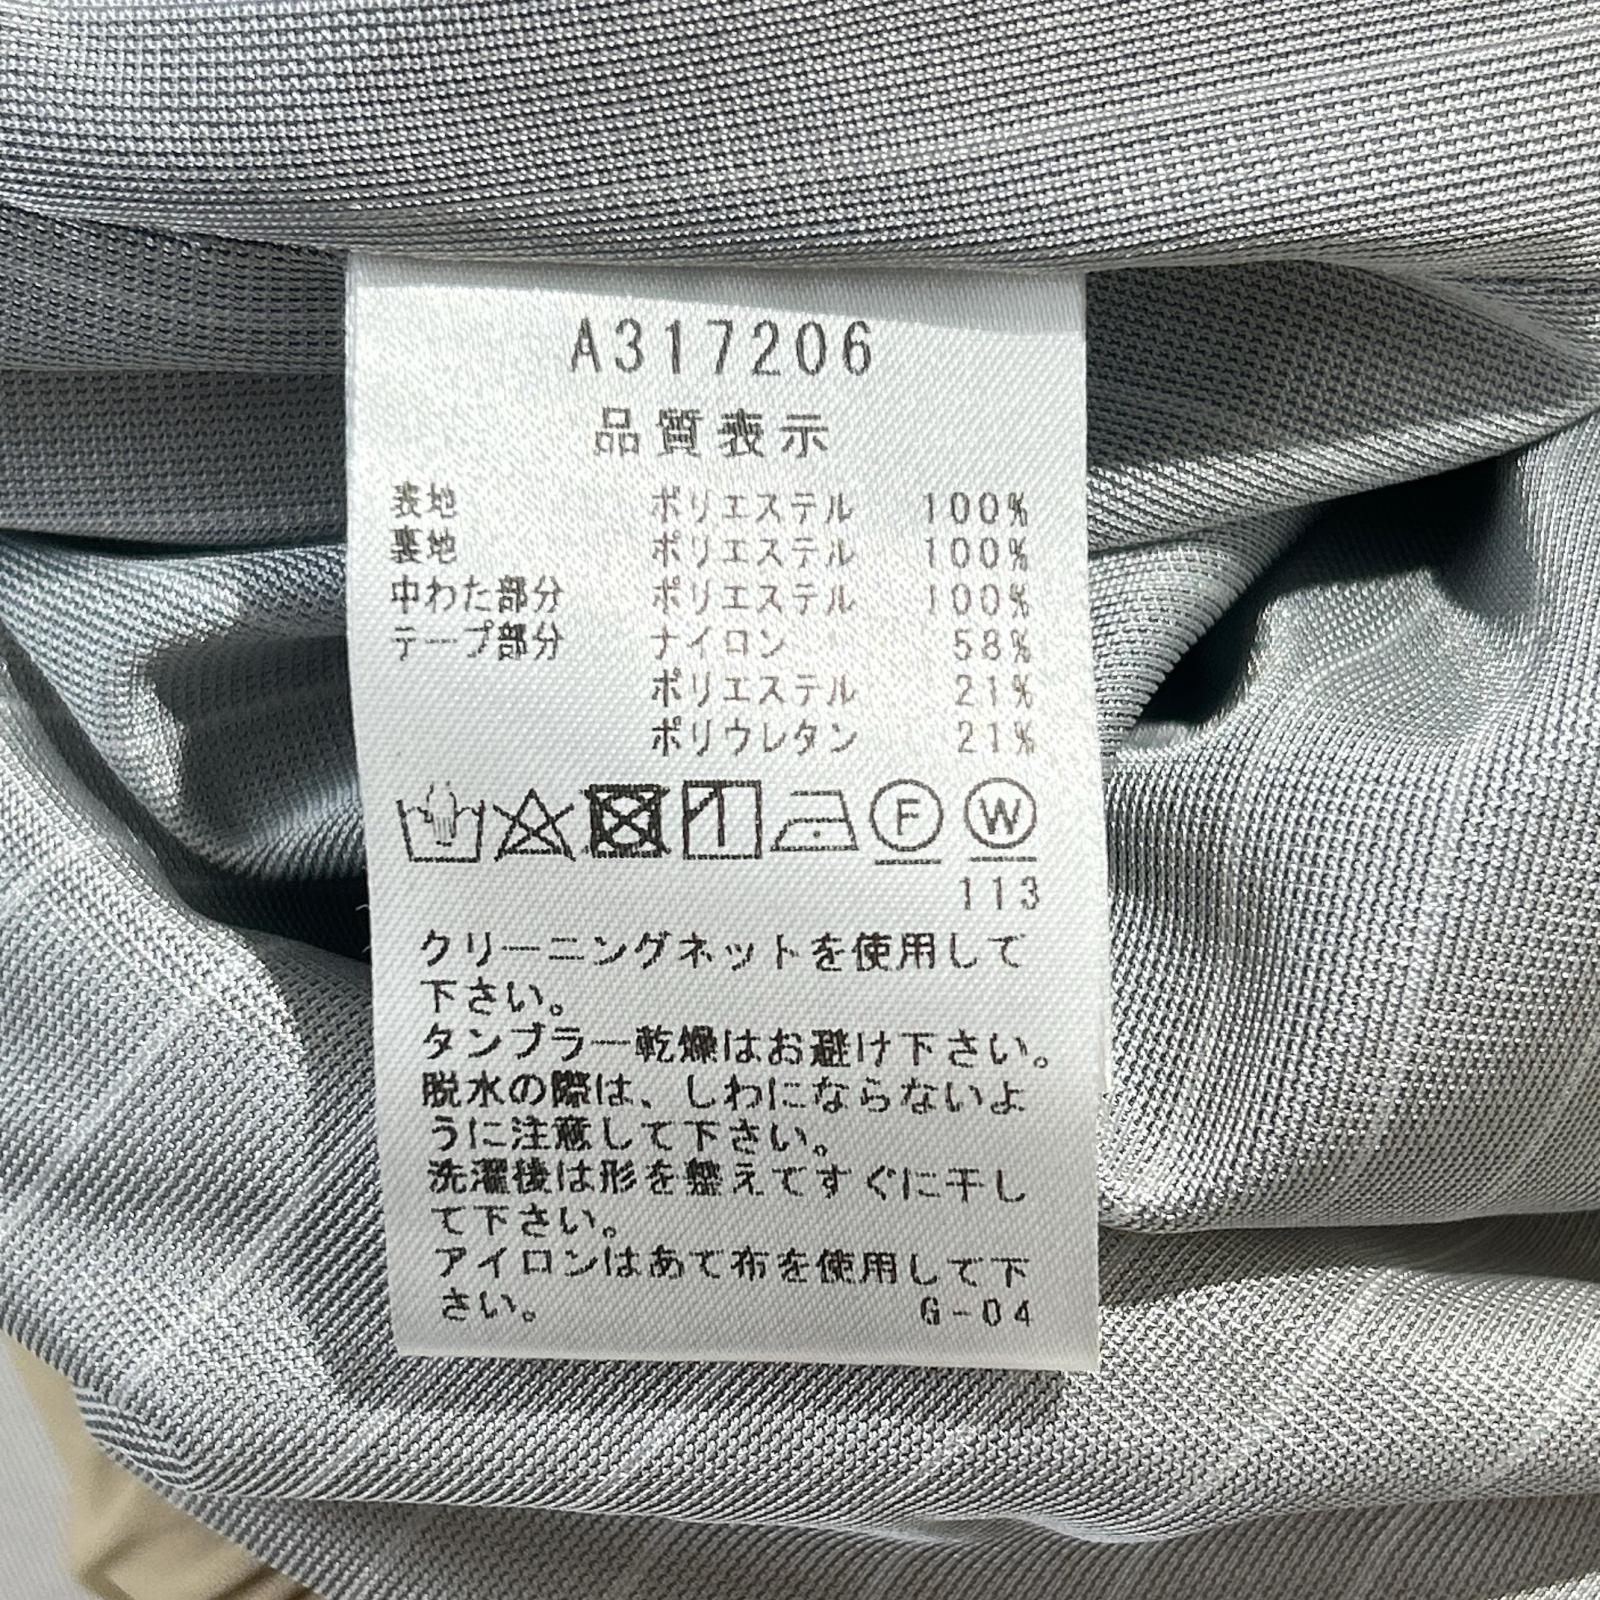 A317206
品質表示
表地 ポリエステル 100%
裏地 ポリエステル 100%
中わた部分 ポリエステル 100%
テープ部分 ナイロン 58%
ポリエステル 21%
ポリウレタン 21%
F W
113
クリーニングネットを使用して
下さい。
タンブラー乾燥はお避け下さい。
脱水の際は、しわにならないよ
うに注意して下さい。
洗濯後は形を整えてすぐに干し
て下さい。
アイロンはあて布を使用して下
さい。 G-04